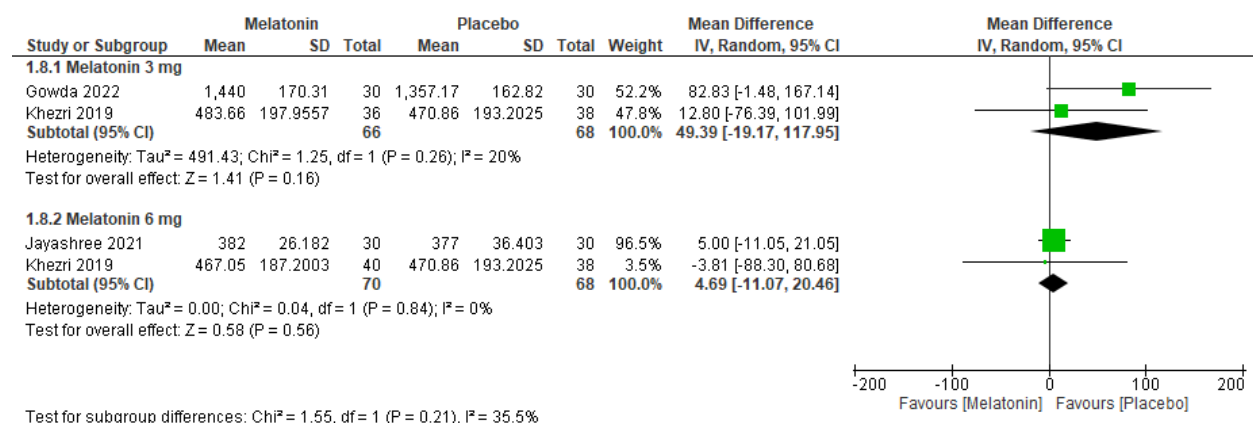 Melatonin Placebo Mean Difference Mean Difference
Study or Subgroup Mean SD Total Mean SD Total Weight IV, Random, 95% CI IV, Random, 95% CI
1.8.1 Melatonin 3 mg
Gowda 2022 1,440 170.31 30 1,357.17 162.82 30 52.2% 82.83 [-1.48, 167.14]
Khezri 2019 483.66 197.9557 36 470.86 193.2025 38 47.8% 12.80 [-76.39, 101.99]
Subtotal (95% CI) 66 68 100.0% 49.39 [-19.17, 117.95]
Heterogeneity: Tau² = 491.43; Chi² = 1.25, df = 1 (P = 0.26); I² = 20%
Test for overall effect: Z = 1.41 (P = 0.16)
1.8.2 Melatonin 6 mg
Jayashree 2021 382 26.182 30 377 36.403 30 96.5% 5.00 [-11.05, 21.05]
Khezri 2019 467.05 187.2003 40 470.86 193.2025 38 3.5% -3.81 [-88.30, 80.68]
Subtotal (95% CI) 70 68 100.0% 4.69 [-11.07, 20.46]
Heterogeneity: Tau² = 0.00; Chi² = 0.04, df = 1 (P = 0.84); I² = 0%
Test for overall effect: Z = 0.58 (P = 0.56)
-200 -100 0 100 200
Favours [Melatonin] Favours [Placebo]
Test for subgroup differences: Chi² = 1.55, df = 1 (P = 0.21), I² = 35.5%